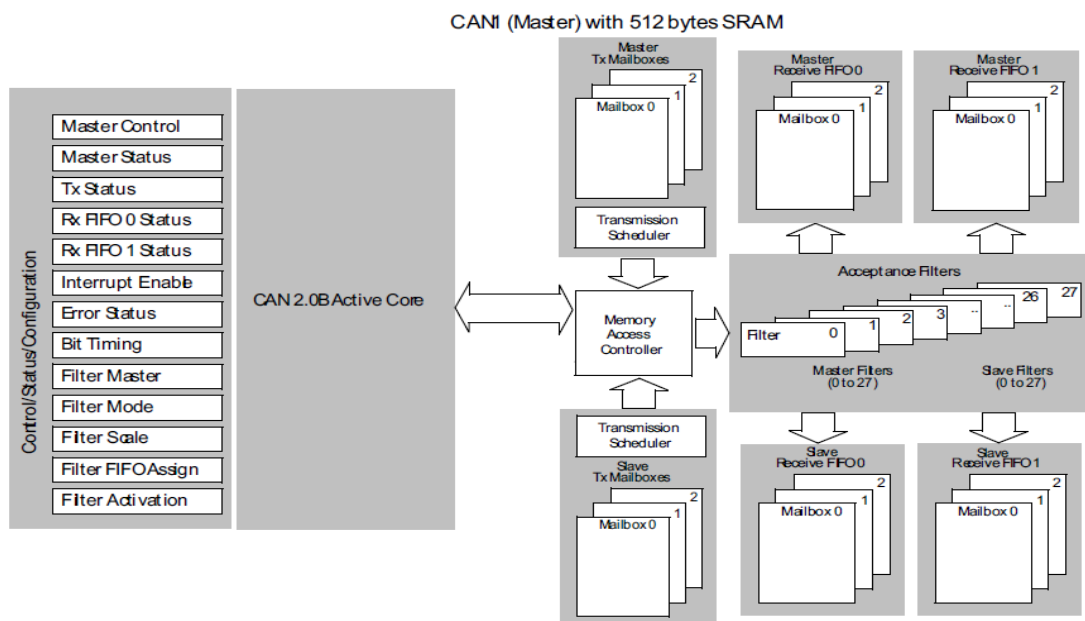 CAN1 (Master) with 512 bytes SRAM
Control/Status/Configuration
Master Control
Master Status
Tx Status
Rx FIFO 0 Status
Rx FIFO 1 Status
Interrupt Enable
Error Status
Bit Timing
Filter Master
Filter Mode
Filter Scale
Filter FIFO Assign
Filter Activation
CAN 2.0B Active Core
Master
Tx Mailboxes
2
1
Mailbox 0
Transmission
Scheduler
Memory
Access
Controller
Transmission
Scheduler
Slave
Tx Mailboxes
2
1
Mailbox 0
Master
Receive FIFO 0
2
1
Mailbox 0
Master
Receive FIFO 1
2
1
Mailbox 0
Acceptance Filters
Filter 0
1
2
3
..
..
26
27
Master Filters
(0 to 27)
Slave Filters
(0 to 27)
Slave
Receive FIFO 0
2
1
Mailbox 0
Slave
Receive FIFO 1
2
1
Mailbox 0